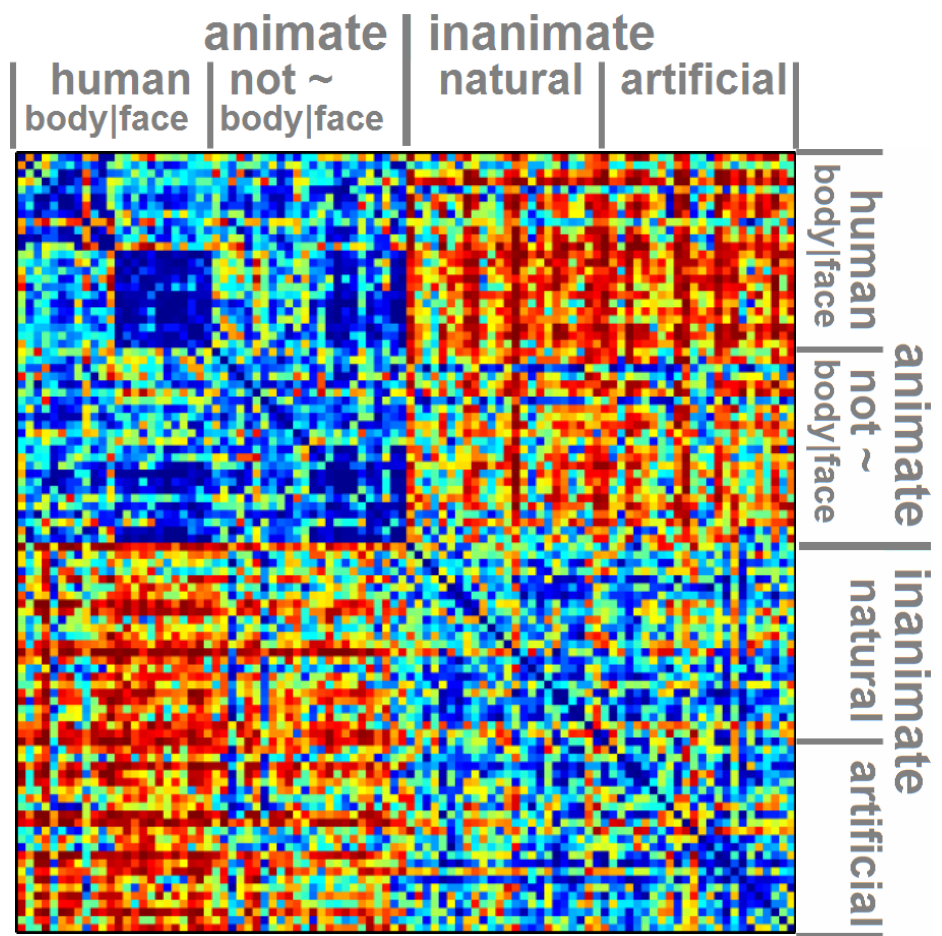 animate inanimate
human not ~ natural artificial
body|face body|face
human
body|face
not ~
body|face
animate
natural
artificial
inanimate